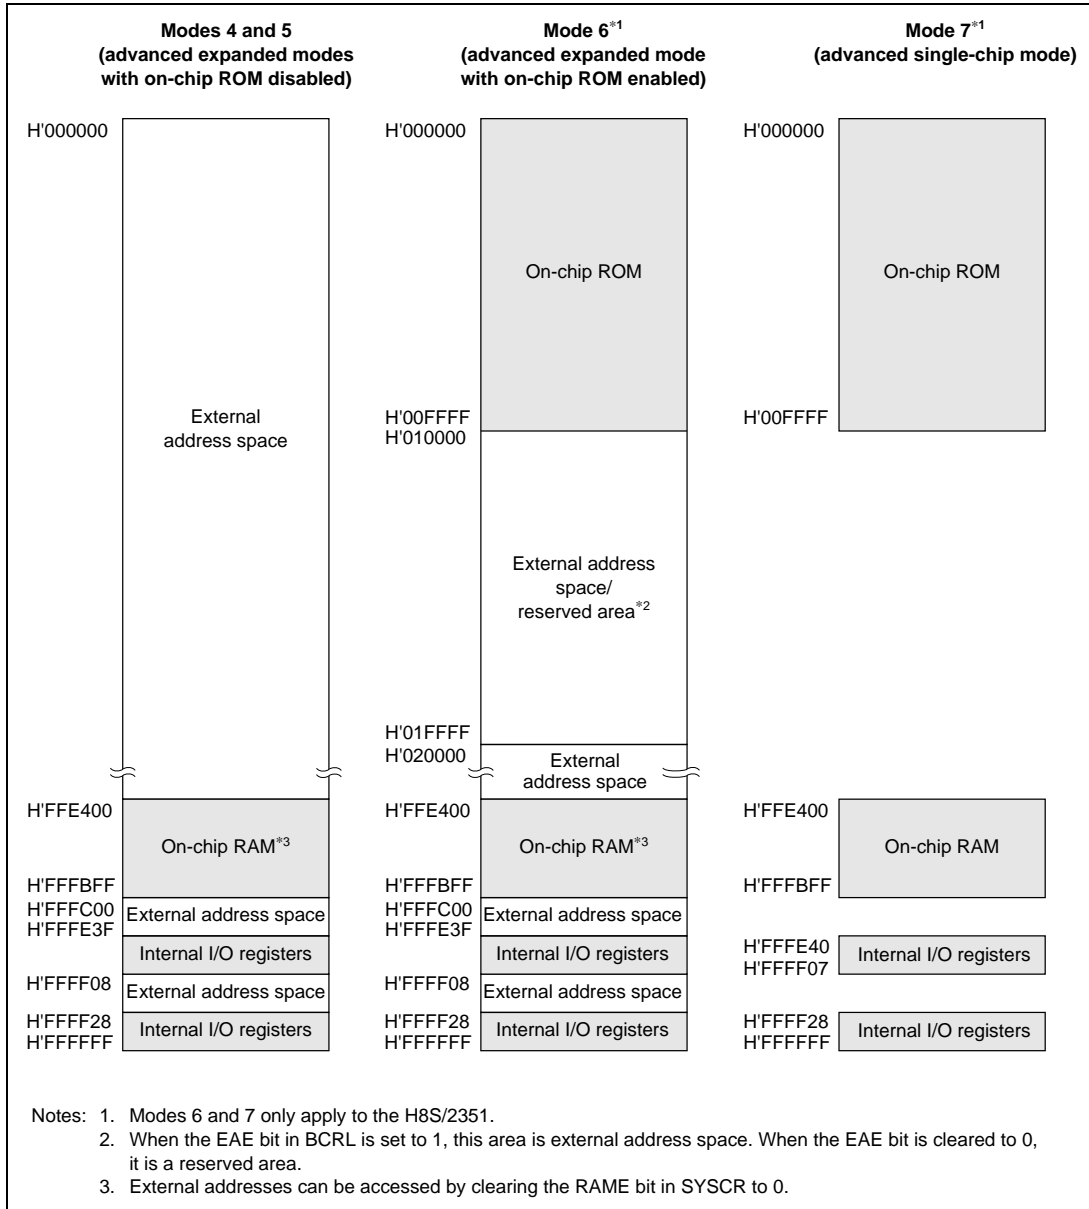 Modes 4 and 5
(advanced expanded modes
with on-chip ROM disabled)
Mode 6*1
(advanced expanded mode
with on-chip ROM enabled)
Mode 7*1
(advanced single-chip mode)
H'000000
External
address space
H'FFE400
On-chip RAM*3
H'FFFBFF
H'FFFC00
External address space
H'FFFE3F
Internal I/O registers
H'FFFF08
External address space
H'FFFF28
Internal I/O registers
H'FFFFFF
H'000000
On-chip ROM
H'00FFFF
H'010000
External address
space/
reserved area*2
H'01FFFF
H'020000
External
address space
H'FFE400
On-chip RAM*3
H'FFFBFF
H'FFFC00
External address space
H'FFFE3F
Internal I/O registers
H'FFFF08
External address space
H'FFFF28
Internal I/O registers
H'FFFFFF
H'000000
On-chip ROM
H'00FFFF
H'FFE400
On-chip RAM
H'FFFBFF
H'FFFE40
Internal I/O registers
H'FFFF07
H'FFFF28
Internal I/O registers
H'FFFFFF
Notes: 1. Modes 6 and 7 only apply to the H8S/2351.
2. When the EAE bit in BCRL is set to 1, this area is external address space. When the EAE bit is cleared to 0,
it is a reserved area.
3. External addresses can be accessed by clearing the RAME bit in SYSCR to 0.